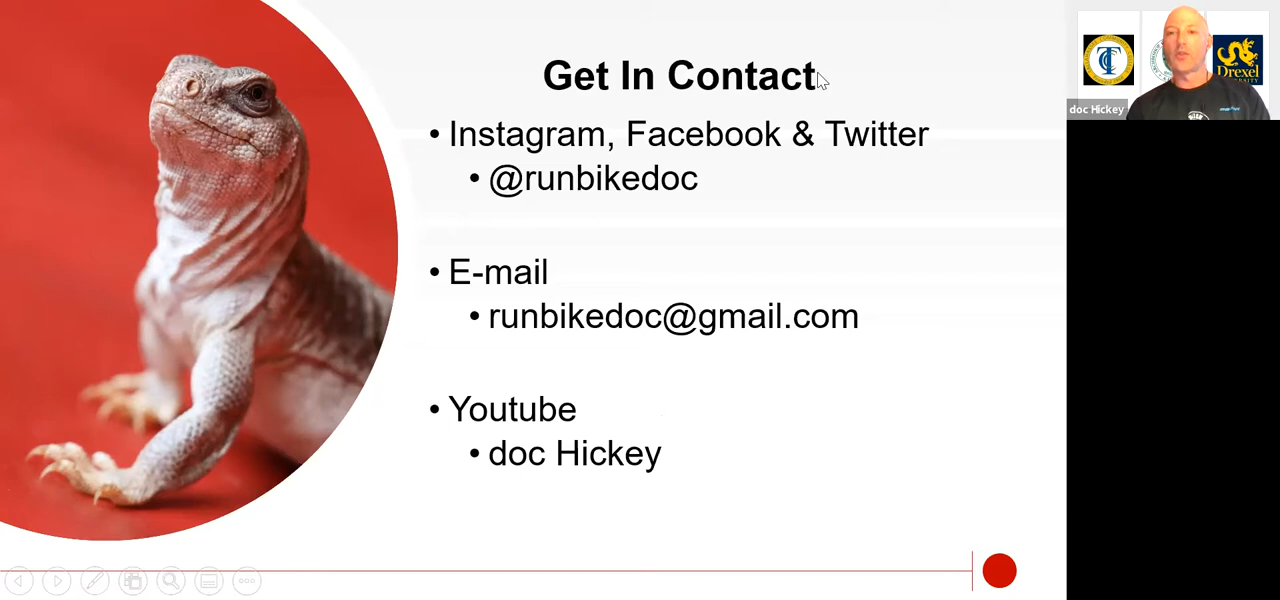 Get In Contact
• Instagram, Facebook & Twitter
• @runbikedoc
• E-mail
• runbikedoc@gmail.com
• Youtube
• doc Hickey
Drexel
doc Hickey